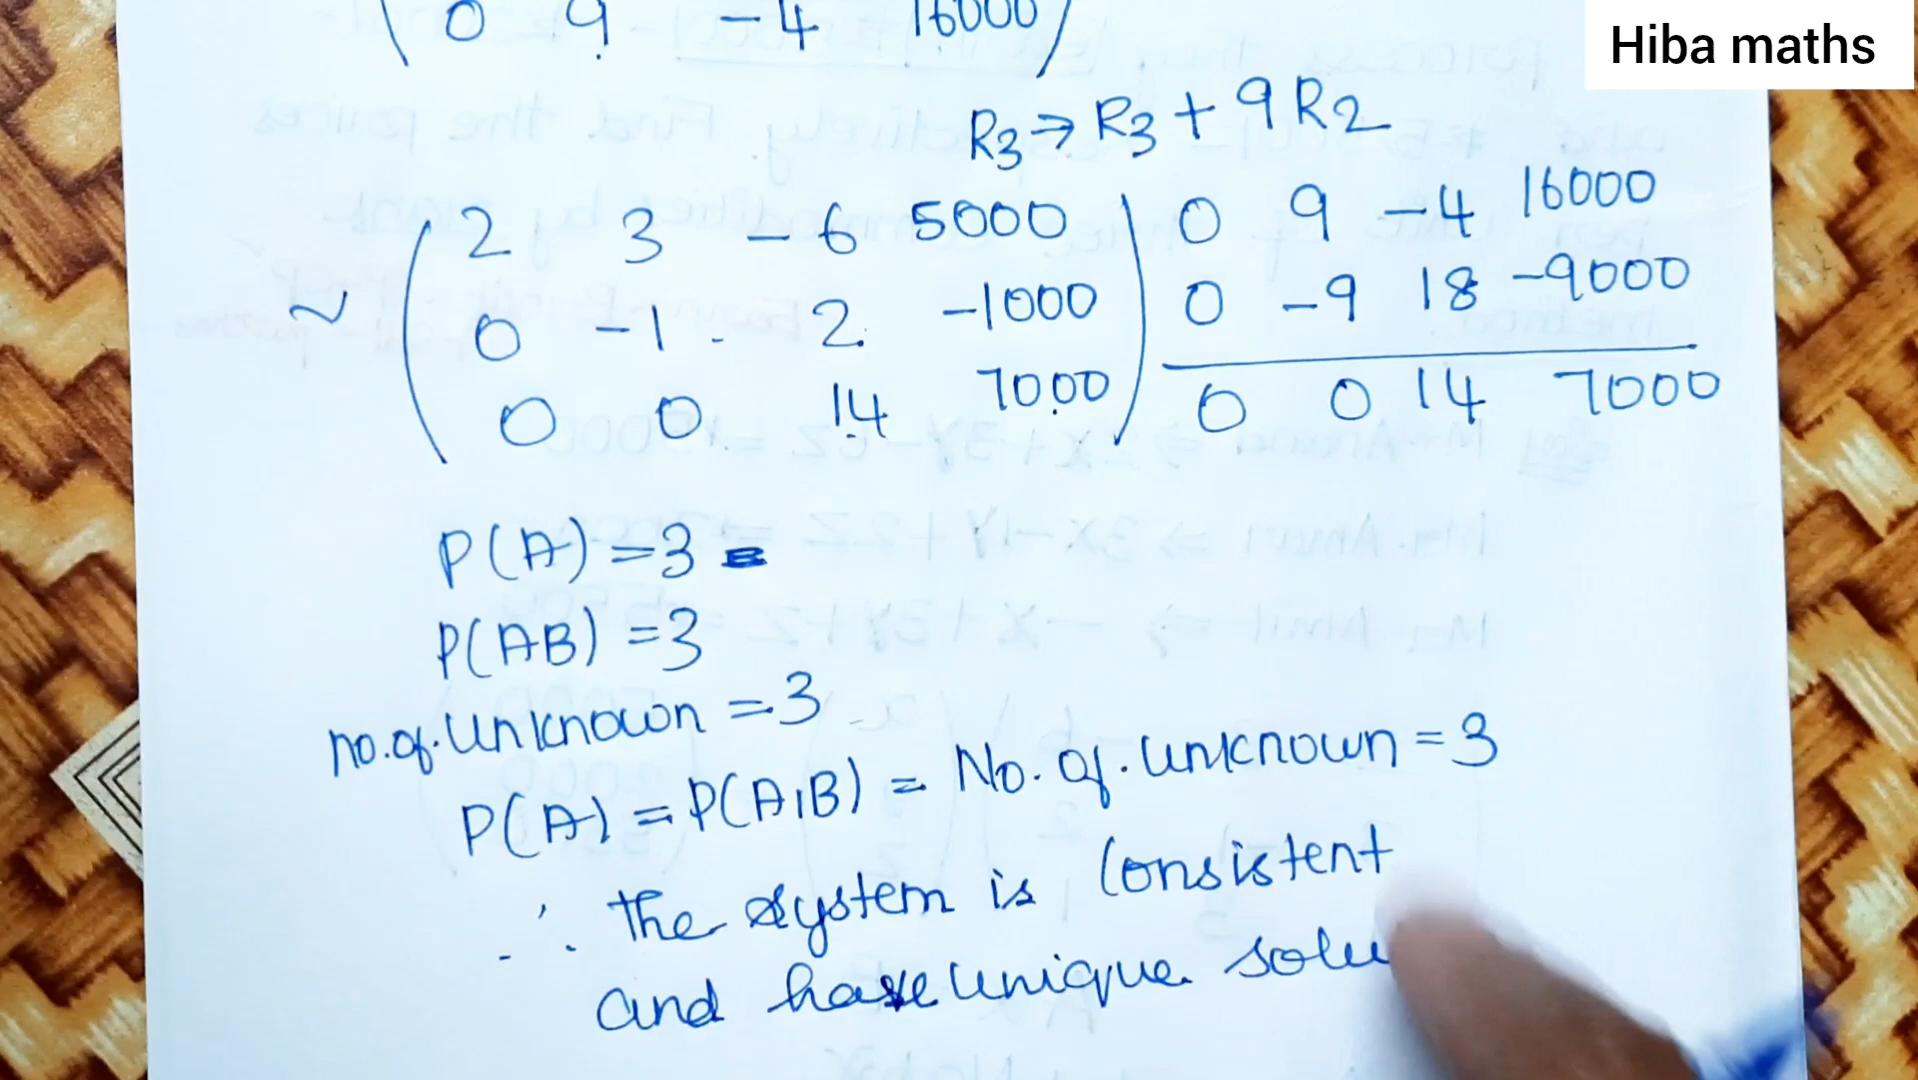 Hiba maths
0 9 -4 16000
R3→R3+9R2
2 3 -6 5000
~ 0 -1 2 -1000
0 0 14 7000
0 9 -4 16000
0 -9 18 -9000
0 0 14 7000
P(A)=3
P(AB)=3
no.of.unknown=3
P(A)=P(A1B)= No.of.unknown=3
∴ the system is Consistent
and have unique solu